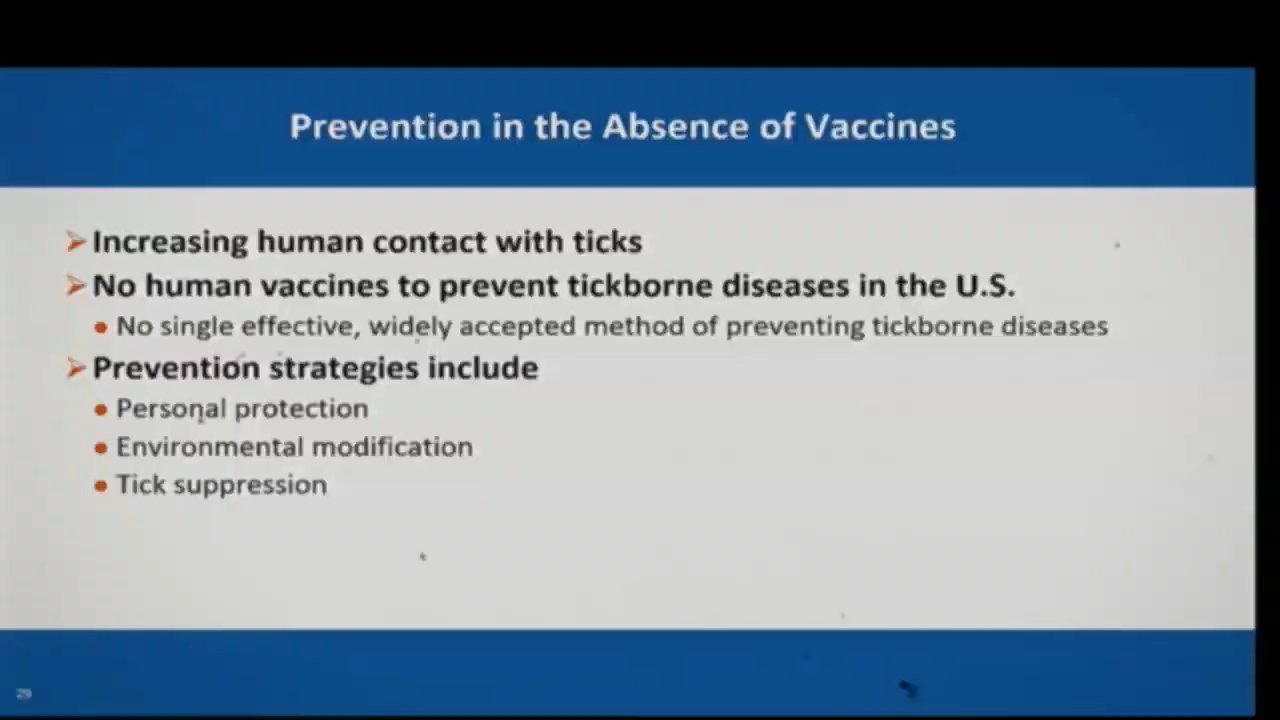 Prevention in the Absence of Vaccines
Increasing human contact with ticks
No human vaccines to prevent tickborne diseases in the U.S.
No single effective, widely accepted method of preventing tickborne diseases
Prevention strategies include
Personal protection
Environmental modification
Tick suppression
29